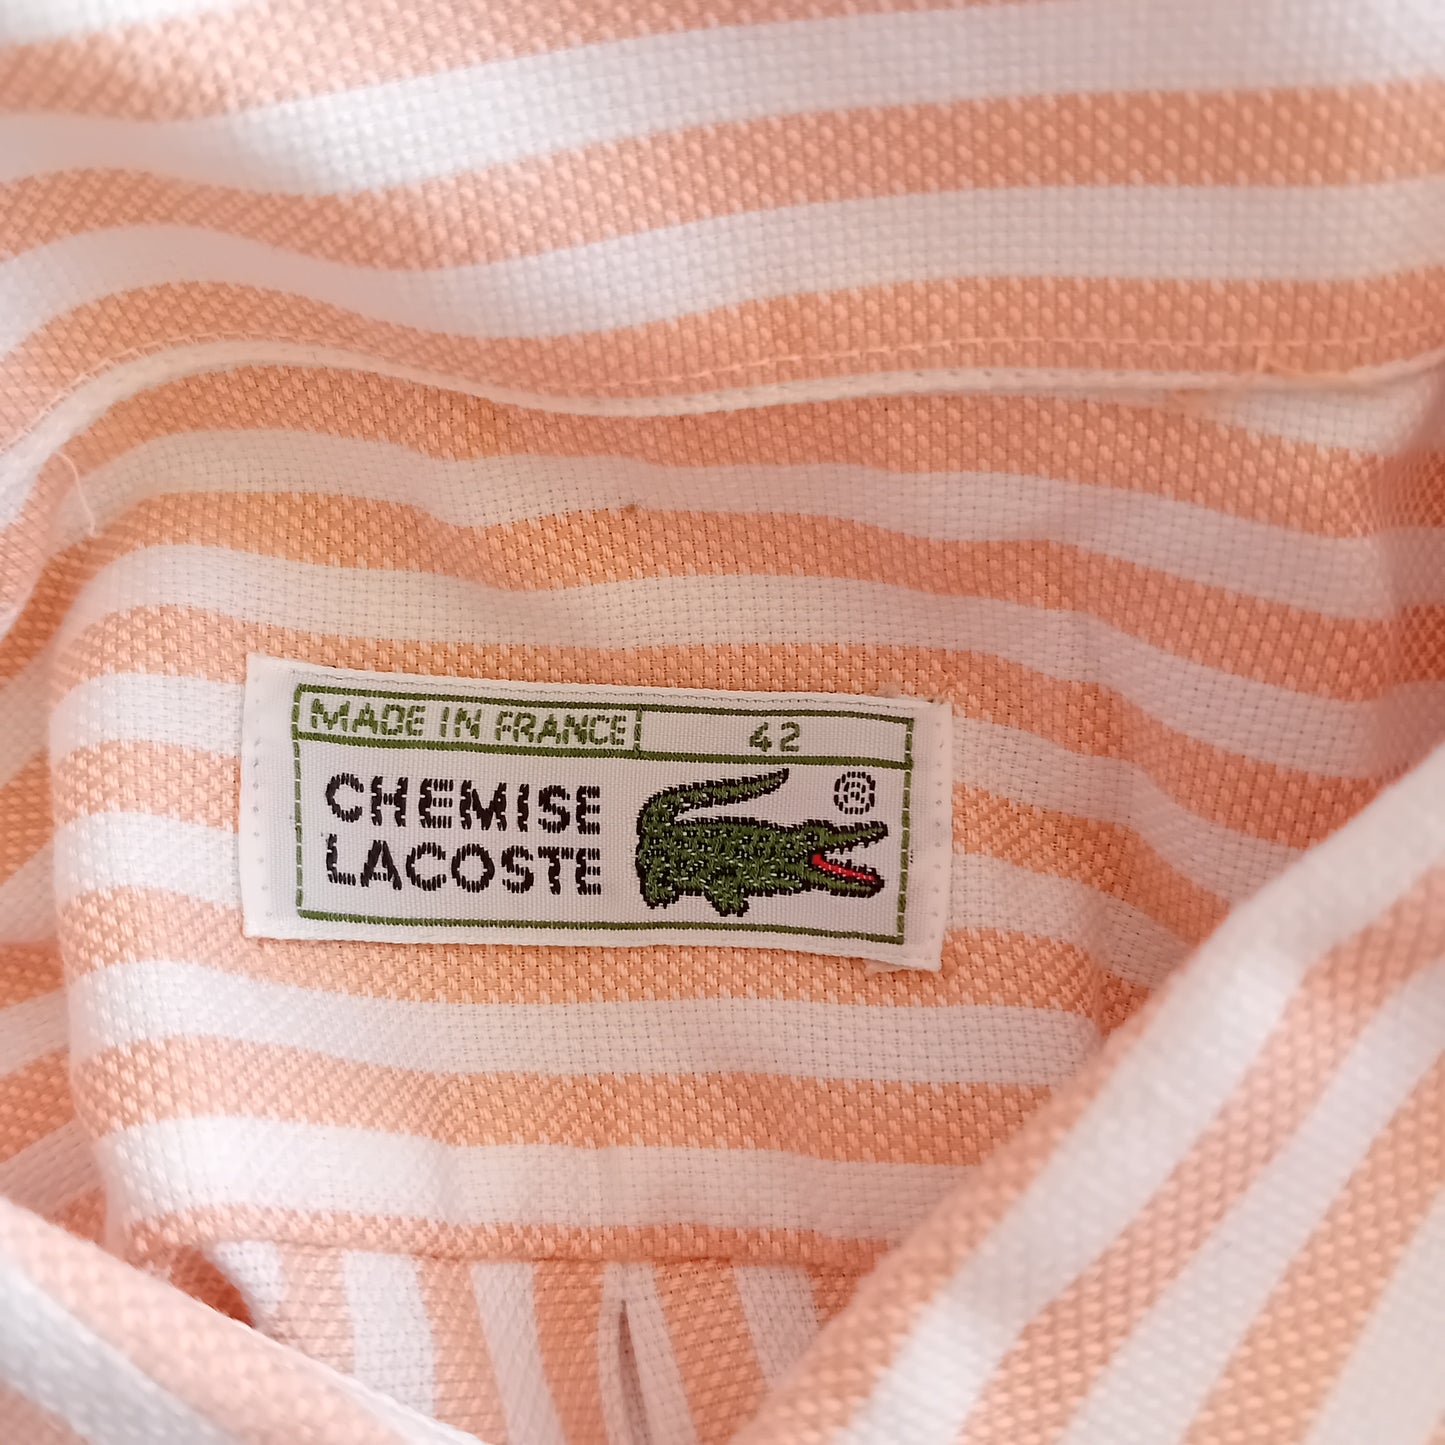 MADE IN FRANCE 42
CHEMISE
LACOSTE
®